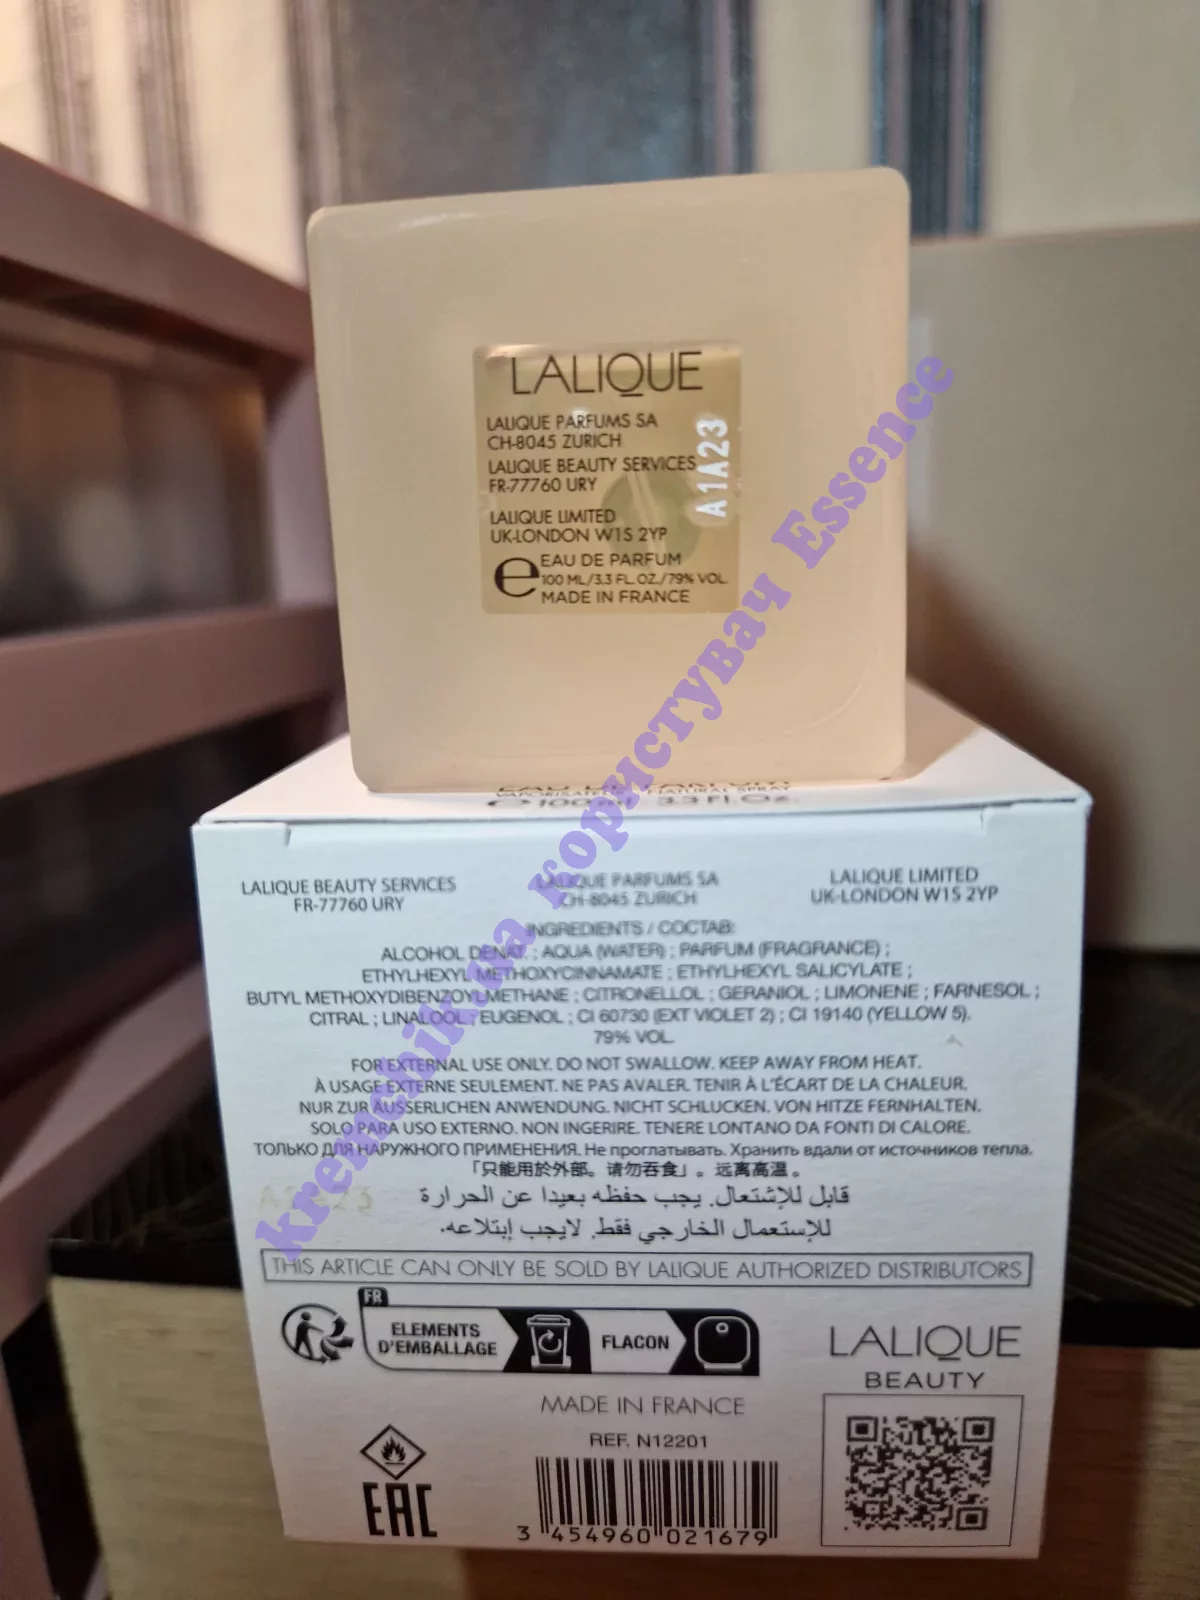 LALIQUE
LALIQUE PARFUMS SA
CH-8045 ZURICH
LALIQUE BEAUTY SERVICES
FR-77760 URY
LALIQUE LIMITED
UK-LONDON W1S 2YP
e EAU DE PARFUM
100 ML/3.3 FL. OZ./79% VOL.
MADE IN FRANCE
A1A23
kremchik.ua користувач Essence
LALIQUE BEAUTY SERVICES
FR-77760 URY
LALIQUE PARFUMS SA
CH-8045 ZURICH
LALIQUE LIMITED
UK-LONDON W1S 2YP
INGREDIENTS / СОСТАВ:
ALCOHOL DENAT. ; AQUA (WATER) ; PARFUM (FRAGRANCE) ;
ETHYLHEXYL METHOXYCINNAMATE ; ETHYLHEXYL SALICYLATE ;
BUTYL METHOXYDIBENZOYLMETHANE ; CITRONELLOL ; GERANIOL ; LIMONENE ; FARNESOL ;
CITRAL ; LINALOOL ; EUGENOL ; CI 60730 (EXT VIOLET 2) ; CI 19140 (YELLOW 5).
79% VOL.
FOR EXTERNAL USE ONLY. DO NOT SWALLOW. KEEP AWAY FROM HEAT.
À USAGE EXTERNE SEULEMENT. NE PAS AVALER. TENIR À L'ÉCART DE LA CHALEUR.
NUR ZUR ÄUSSERLICHEN ANWENDUNG. NICHT SCHLUCKEN. VON HITZE FERNHALTEN.
SOLO PARA USO EXTERNO. NON INGERIRE. TENERE LONTANO DA FONTI DI CALORE.
ТОЛЬКО ДЛЯ НАРУЖНОГО ПРИМЕНЕНИЯ. Не проглатывать. Хранить вдали от источников тепла.
「只能用於外部。请勿吞食」。远离高温。
قابل للإشتعال. يجب حفظه بعيدا عن الحرارة
للإستعمال الخارجي فقط. لايجب إبتلاعه.
THIS ARTICLE CAN ONLY BE SOLD BY LALIQUE AUTHORIZED DISTRIBUTORS
FR
ELEMENTS
D'EMBALLAGE
FLACON
LALIQUE
BEAUTY
MADE IN FRANCE
REF. N12201
EAC
3 454960 021679